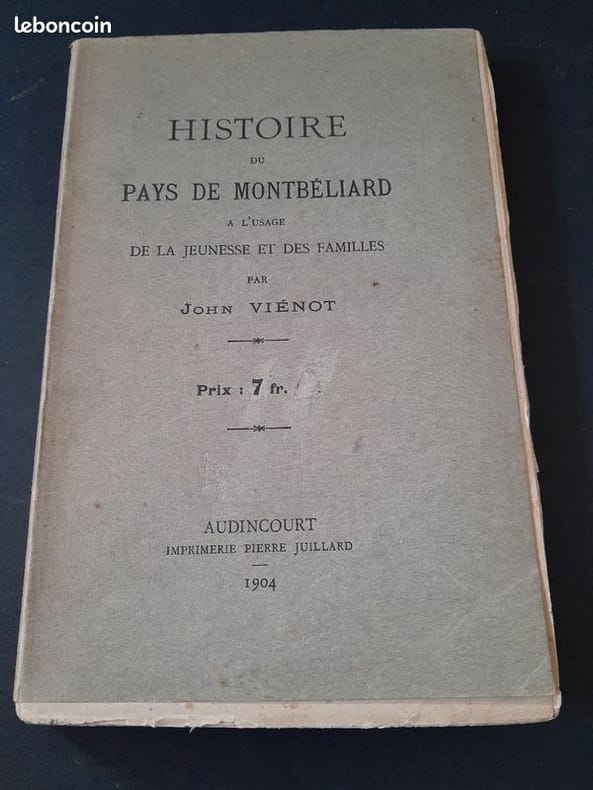 leboncoin
HISTOIRE
DU
PAYS DE MONTBÉLIARD
A L'USAGE
DE LA JEUNESSE ET DES FAMILLES
PAR
JOHN VIÉNOT
Prix : 7 fr.
AUDINCOURT
IMPRIMERIE PIERRE JUILLARD
1904